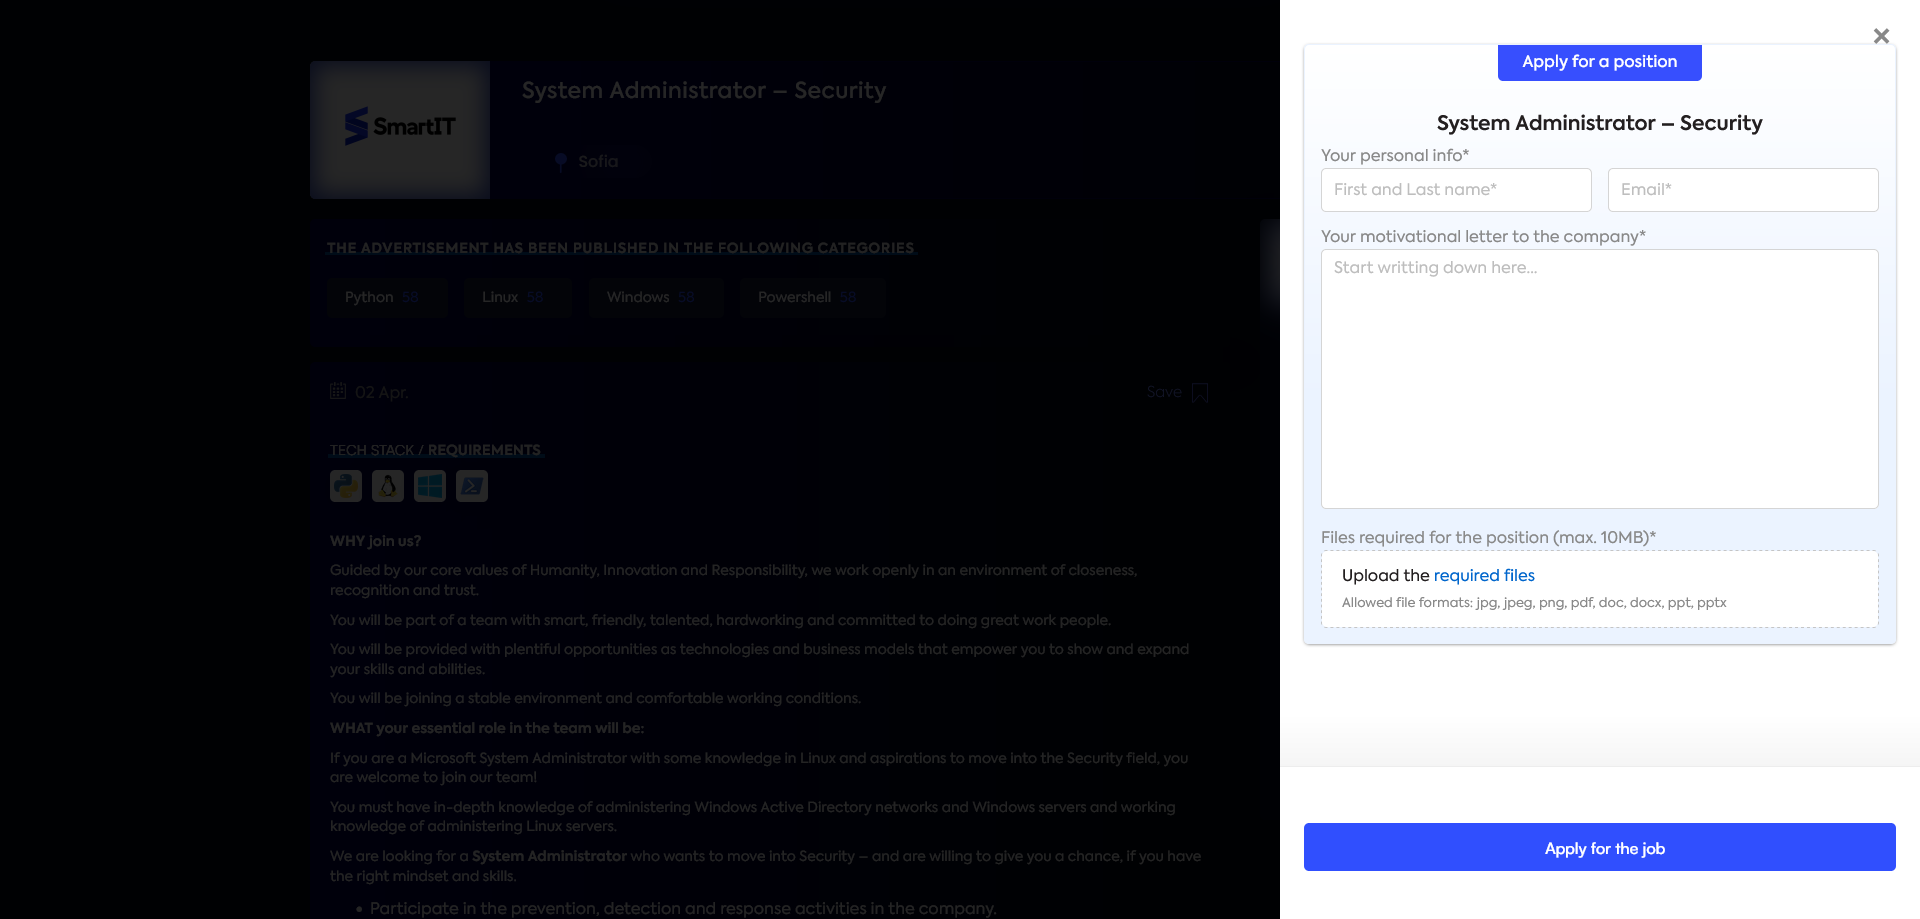 SmartIT
System Administrator – Security
Sofia
THE ADVERTISEMENT HAS BEEN PUBLISHED IN THE FOLLOWING CATEGORIES
Python 58
Linux 58
Windows 58
Powershell 58
02 Apr.
Save
TECH STACK / REQUIREMENTS
WHY join us?
Guided by our core values of Humanity, Innovation and Responsibility, we work openly in an environment of closeness,
recognition and trust.
You will be part of a team with smart, friendly, talented, hardworking and committed to doing great work people.
You will be provided with plentiful opportunities as technologies and business models that empower you to show and expand
your skills and abilities.
You will be joining a stable environment and comfortable working conditions.
WHAT your essential role in the team will be:
If you are a Microsoft System Administrator with some knowledge in Linux and aspirations to move into the Security field, you
are welcome to join our team!
You must have in-depth knowledge of administering Windows Active Directory networks and Windows servers and working
knowledge of administering Linux servers.
We are looking for a System Administrator who wants to move into Security – and are willing to give you a chance, if you have
the right mindset and skills.
• Participate in the prevention, detection and response activities in the company.
Apply for a position
System Administrator – Security
Your personal info*
First and Last name*
Email*
Your motivational letter to the company*
Start writting down here...
Files required for the position (max. 10MB)*
Upload the required files
Allowed file formats: jpg, jpeg, png, pdf, doc, docx, ppt, pptx
Apply for the job